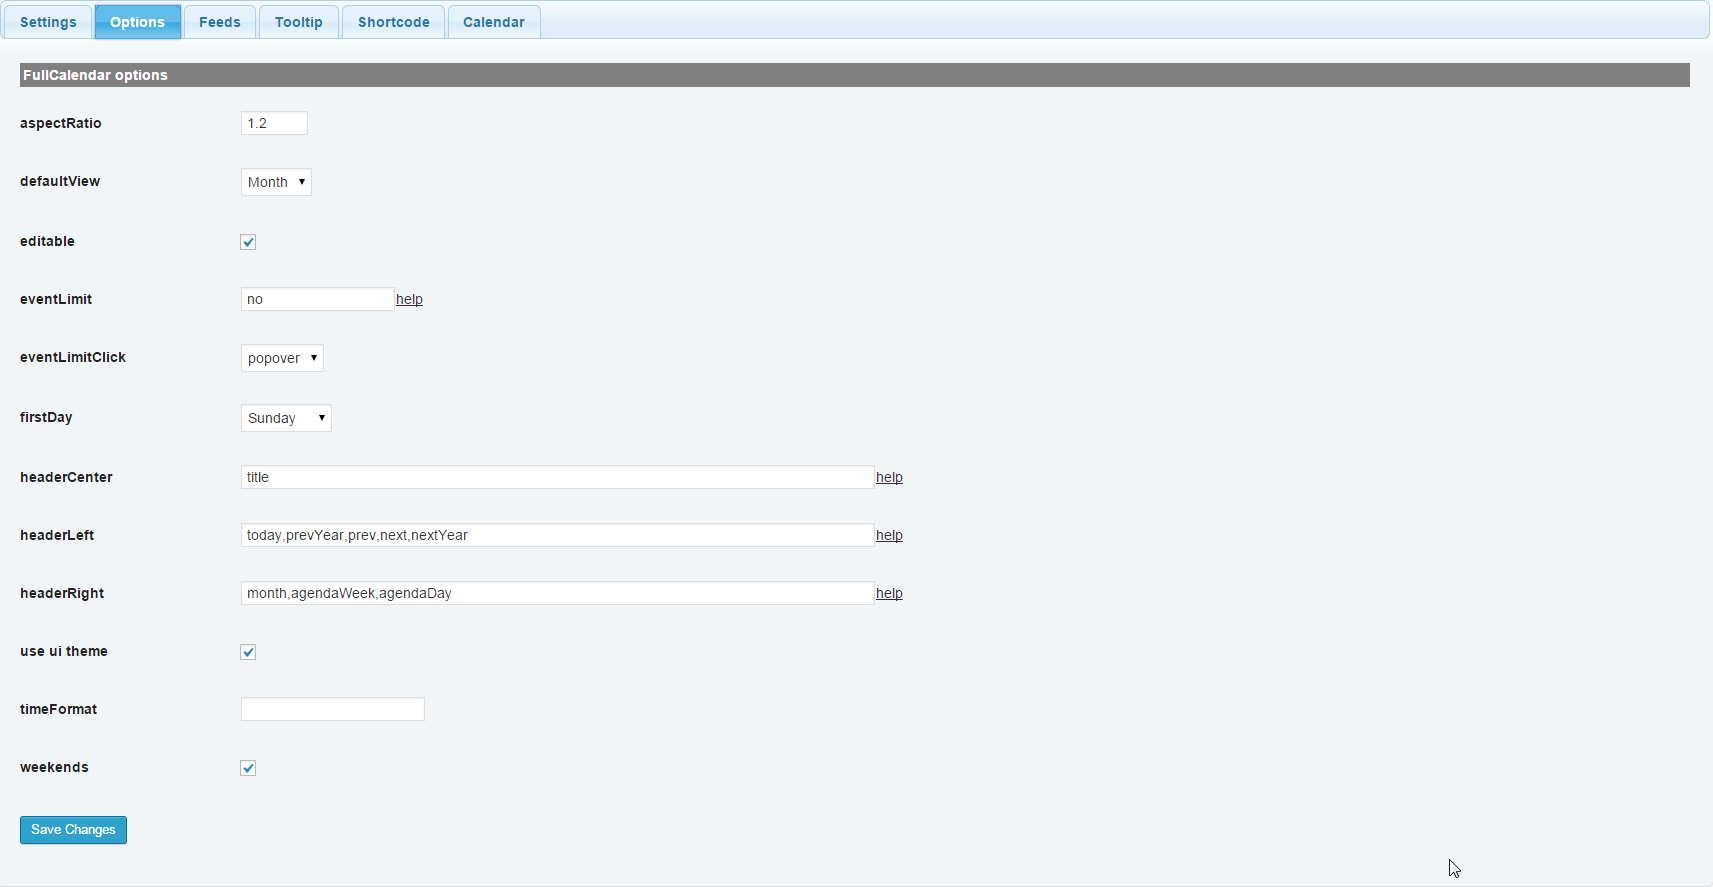 Settings Options Feeds Tooltip Shortcode Calendar
FullCalendar options
aspectRatio 1.2
defaultView Month
editable
eventLimit no help
eventLimitClick popover
firstDay Sunday
headerCenter title help
headerLeft today,prevYear,prev,next,nextYear help
headerRight month,agendaWeek,agendaDay help
use ui theme
timeFormat
weekends
Save Changes